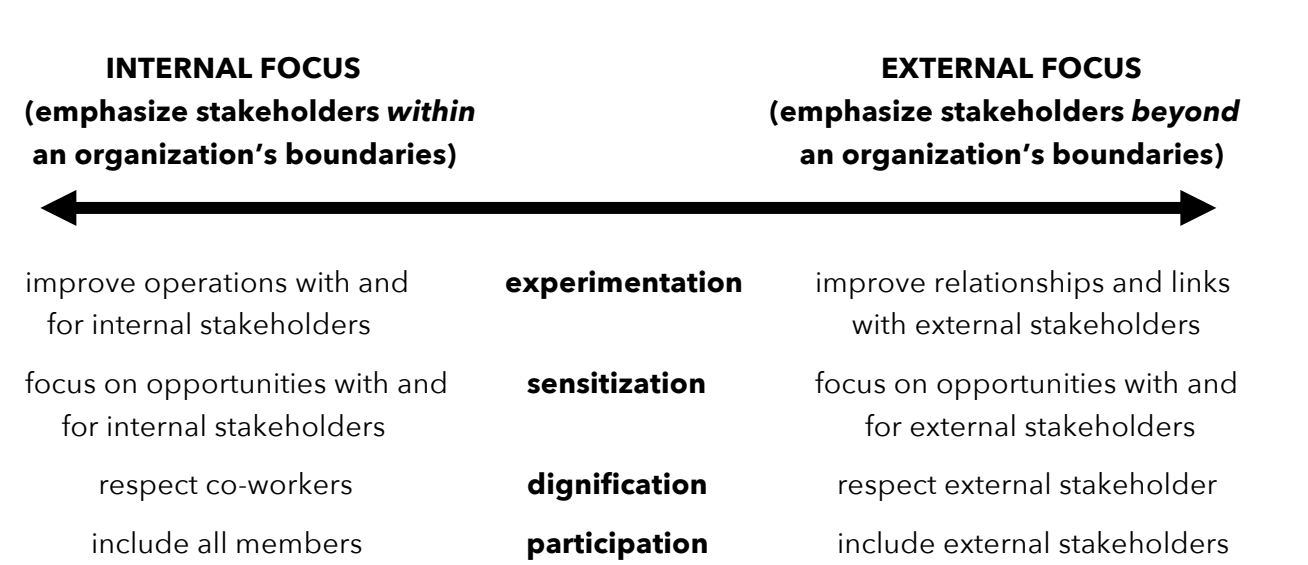 INTERNAL FOCUS
(emphasize stakeholders within
an organization’s boundaries)
EXTERNAL FOCUS
(emphasize stakeholders beyond
an organization’s boundaries)
improve operations with and
for internal stakeholders
experimentation
improve relationships and links
with external stakeholders
focus on opportunities with and
for internal stakeholders
sensitization
focus on opportunities with and
for external stakeholders
respect co-workers
dignification
respect external stakeholder
include all members
participation
include external stakeholders